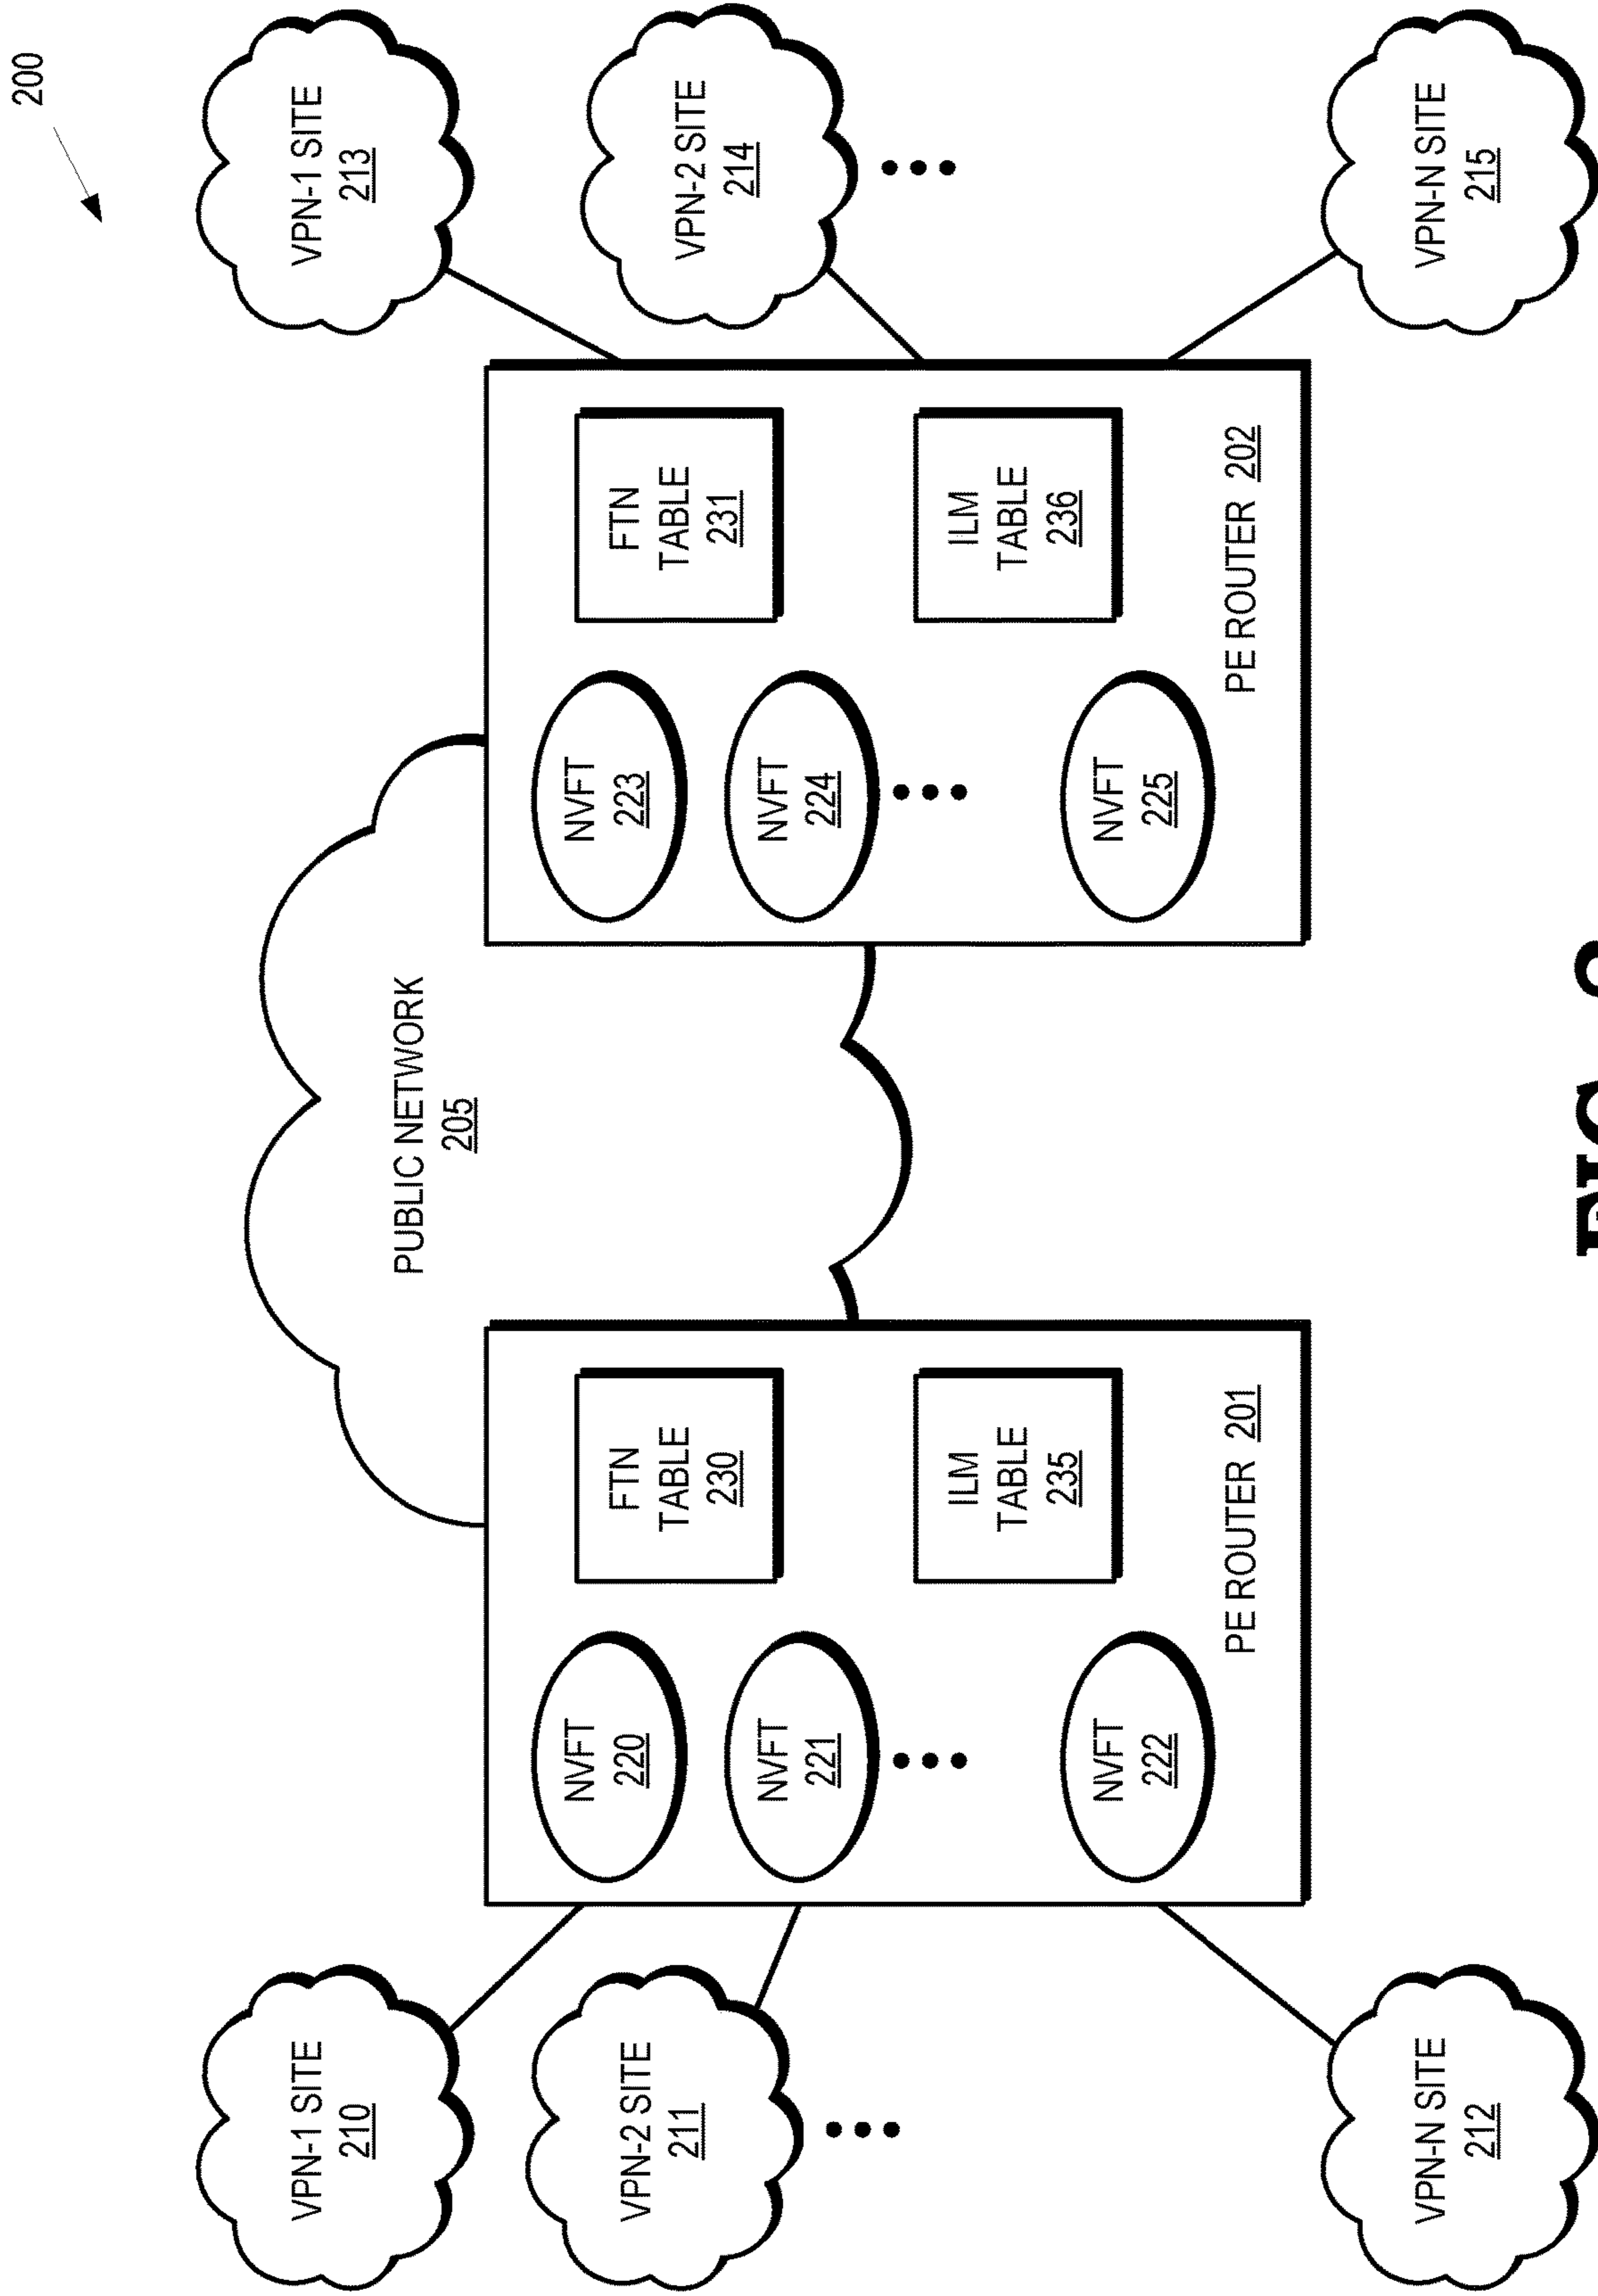 200
VPN-1 SITE
210
VPN-2 SITE
211
VPN-N SITE
212
NVFT
220
NVFT
221
NVFT
222
FTN
TABLE
230
ILM
TABLE
235
PE ROUTER 201
PUBLIC NETWORK
205
NVFT
223
NVFT
224
NVFT
225
FTN
TABLE
231
ILM
TABLE
236
PE ROUTER 202
VPN-1 SITE
213
VPN-2 SITE
214
VPN-N SITE
215